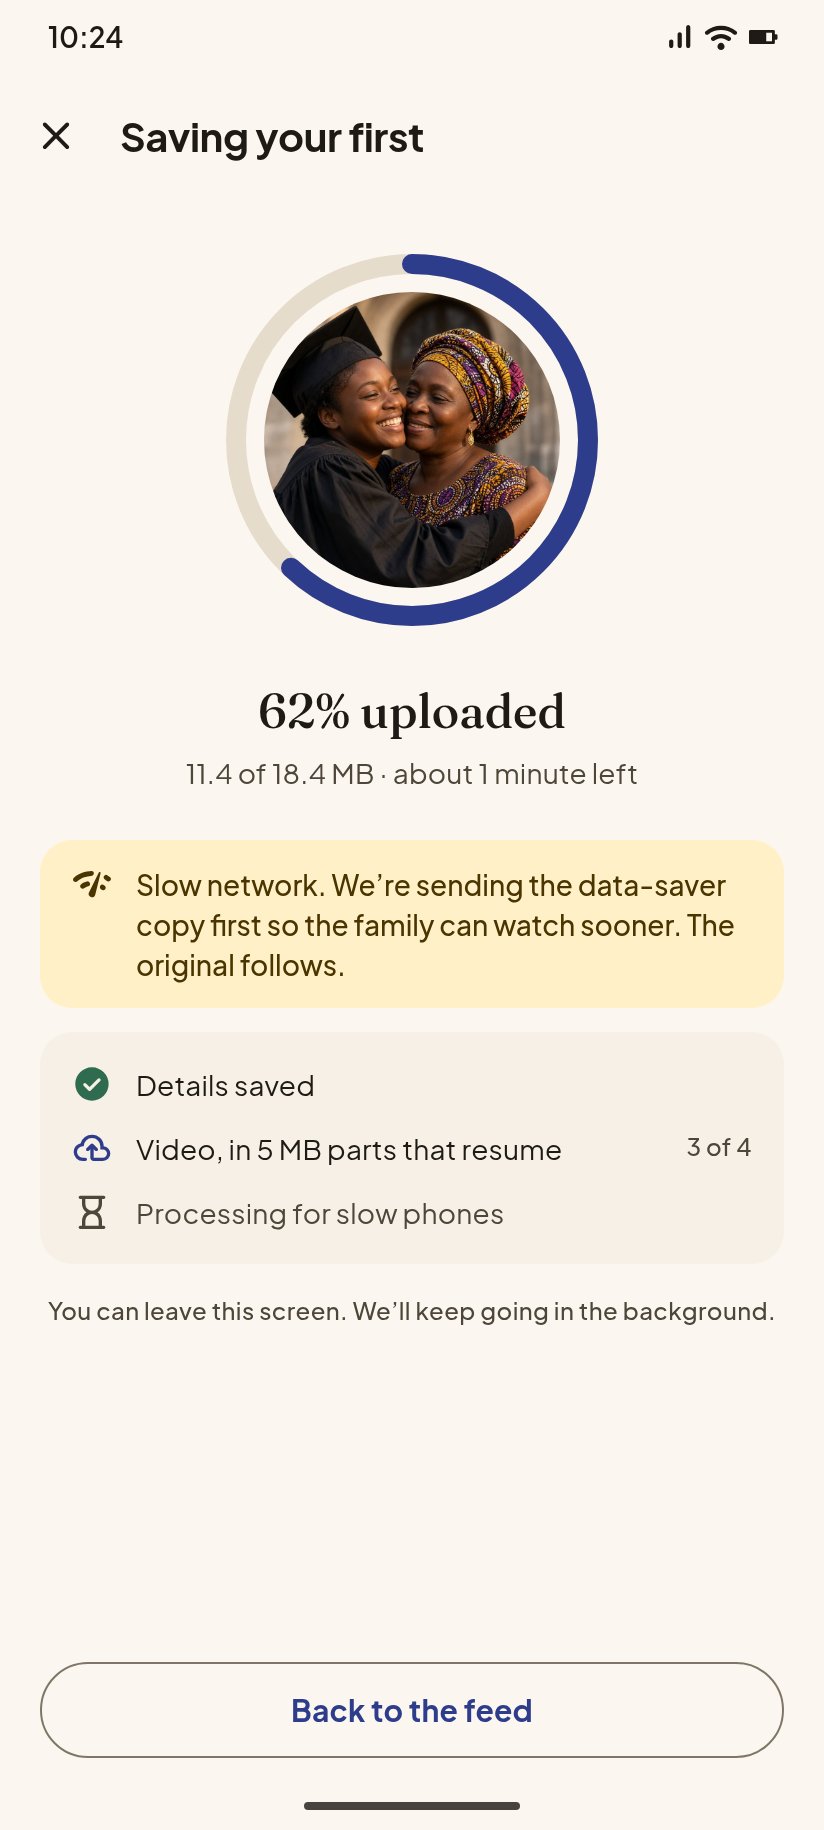 10:24
Saving your first
62% uploaded
11.4 of 18.4 MB · about 1 minute left
Slow network. We’re sending the data-saver
copy first so the family can watch sooner. The
original follows.
Details saved
Video, in 5 MB parts that resume 3 of 4
Processing for slow phones
You can leave this screen. We’ll keep going in the background.
Back to the feed